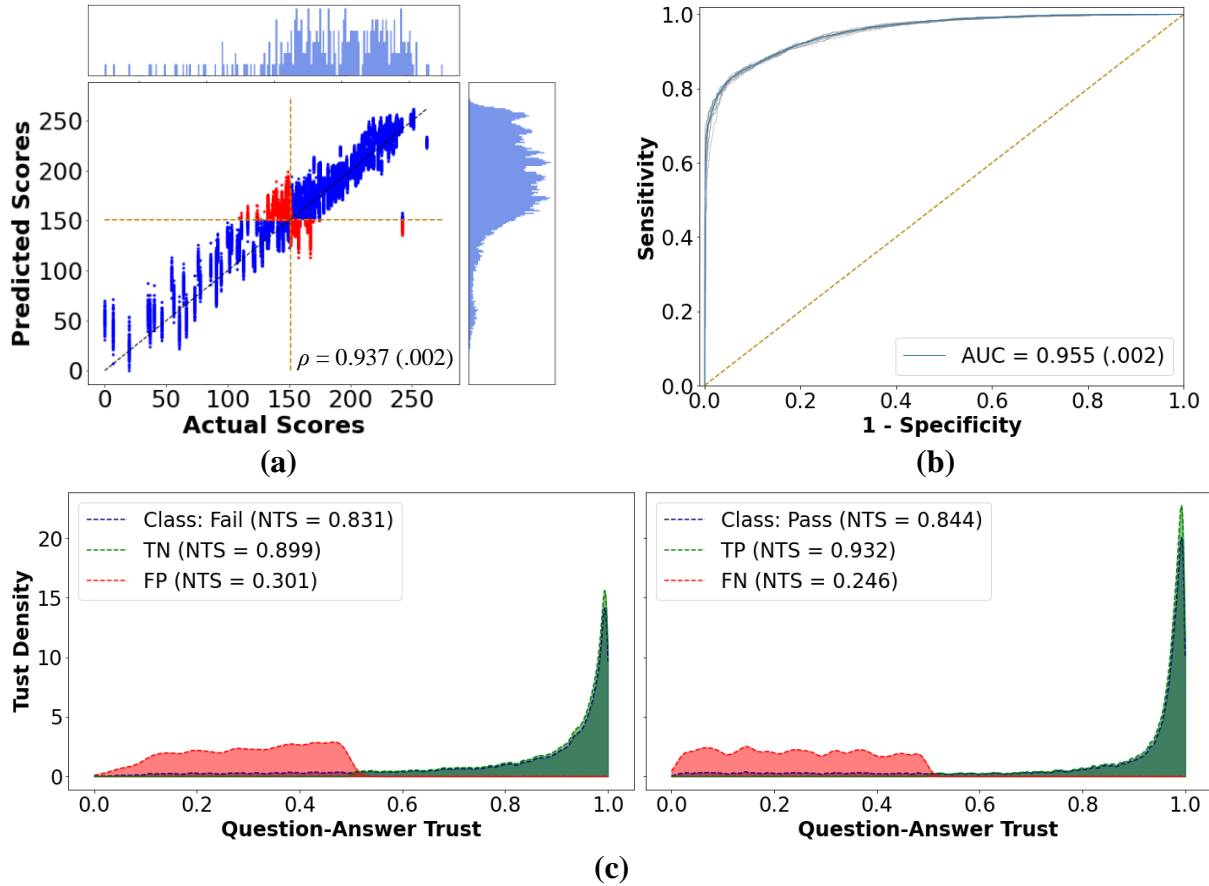 250
200
150
100
50
0
Predicted Scores
ρ = 0.937 (.002)
0 50 100 150 200 250
Actual Scores
(a)
1.0
0.8
0.6
0.4
0.2
0.0
Sensitivity
AUC = 0.955 (.002)
0.0 0.2 0.4 0.6 0.8 1.0
1 - Specificity
(b)
20
15
10
5
0
Tust Density
Class: Fail (NTS = 0.831)
TN (NTS = 0.899)
FP (NTS = 0.301)
0.0 0.2 0.4 0.6 0.8 1.0
Question-Answer Trust
Class: Pass (NTS = 0.844)
TP (NTS = 0.932)
FN (NTS = 0.246)
0.0 0.2 0.4 0.6 0.8 1.0
Question-Answer Trust
(c)